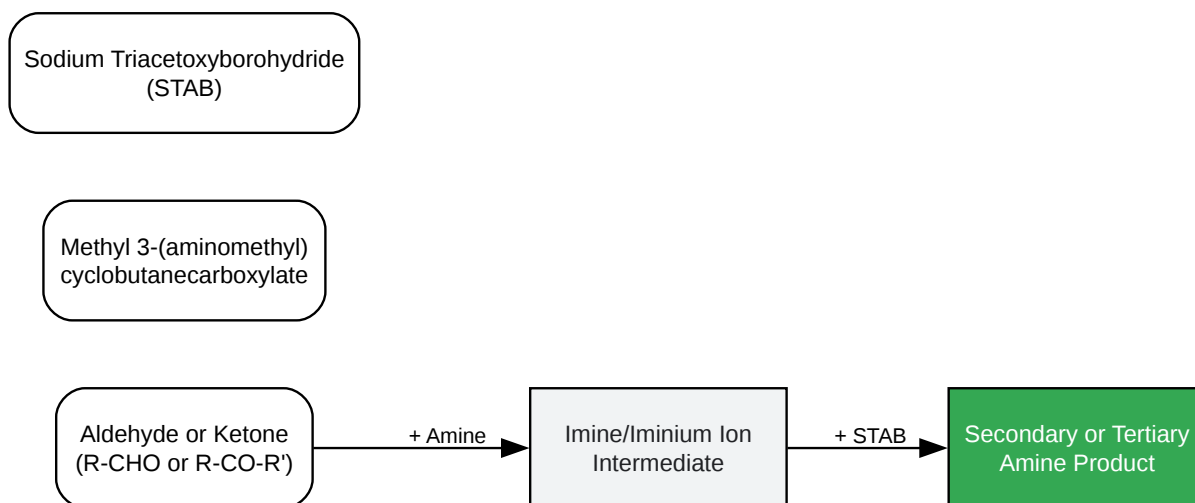 Sodium Triacetoxyborohydride
(STAB)
Methyl 3-(aminomethyl)
cyclobutanecarboxylate
Aldehyde or Ketone
(R-CHO or R-CO-R')
+ Amine
Imine/Iminium Ion
Intermediate
+ STAB
Secondary or Tertiary
Amine Product